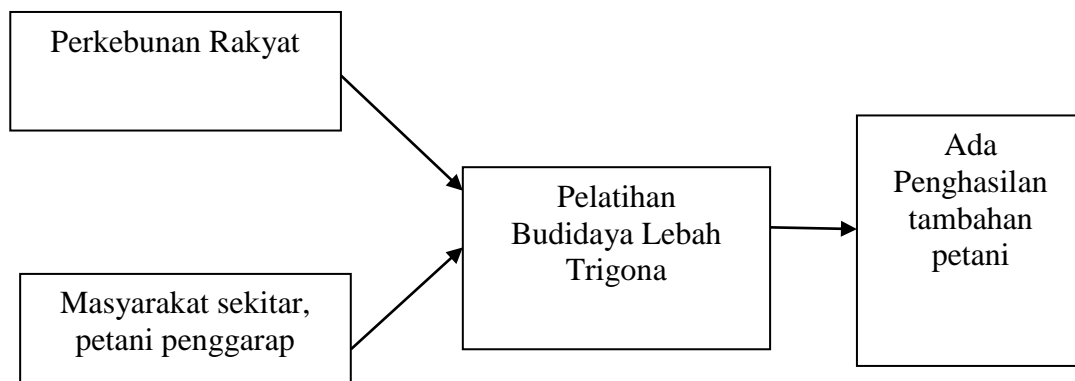 Perkebunan Rakyat
Masyarakat sekitar,
petani penggarap
Pelatihan
Budidaya Lebah
Trigona
Ada
Penghasilan
tambahan
petani